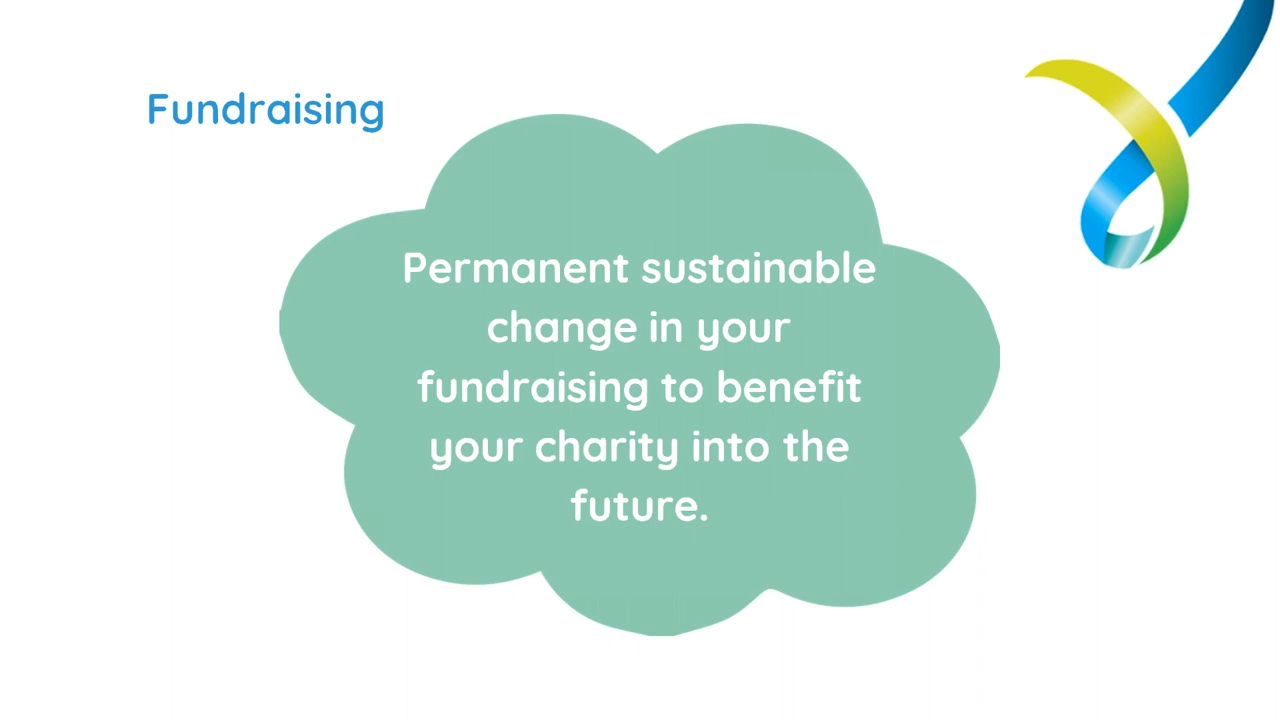 Fundraising
Permanent sustainable
change in your
fundraising to benefit
your charity into the
future.